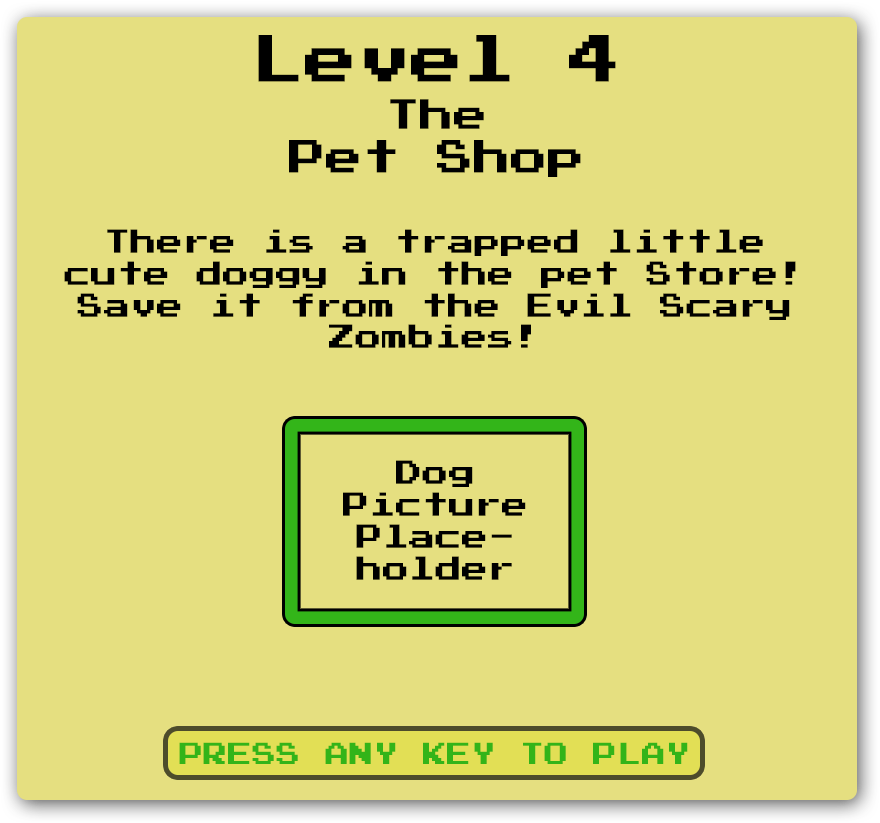 Level 4
The
Pet Shop
There is a trapped little
cute doggy in the pet Store!
Save it from the Evil Scary
Zombies!
Dog
Picture
Place-
holder
PRESS ANY KEY TO PLAY